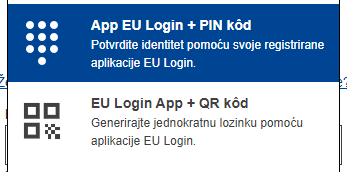 App EU Login + PIN kôd
Potvrdite identitet pomoću svoje registrirane
aplikacije EU Login.
EU Login App + QR kôd
Generirajte jednokratnu lozinku pomoću
aplikacije EU Login.